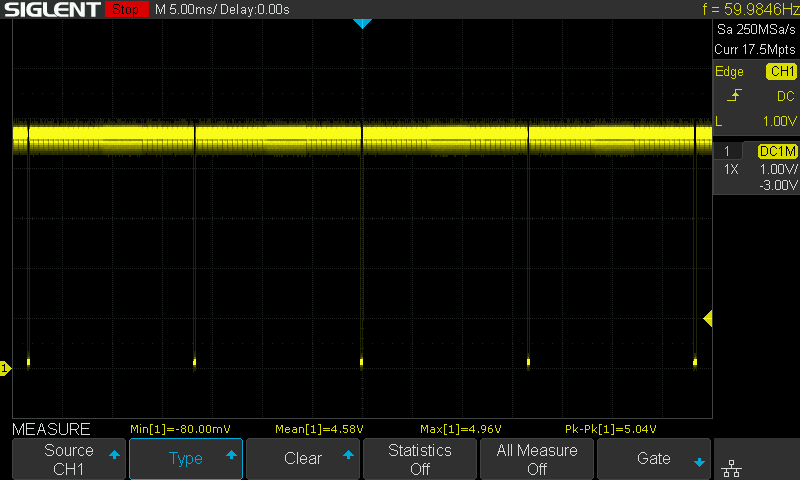 SIGLENT Stop M 5.00ms/ Delay:0.00s f = 59.9846Hz
Sa 250MSa/s
Curr 17.5Mpts
Edge CH1
DC
L 1.00V
1 DC1M
1X 1.00V/
-3.00V
1
MEASURE Min[1]=-80.00mV Mean[1]=4.58V Max[1]=4.96V Pk-Pk[1]=5.04V
Source Type Clear Statistics All Measure Gate
CH1 Off Off